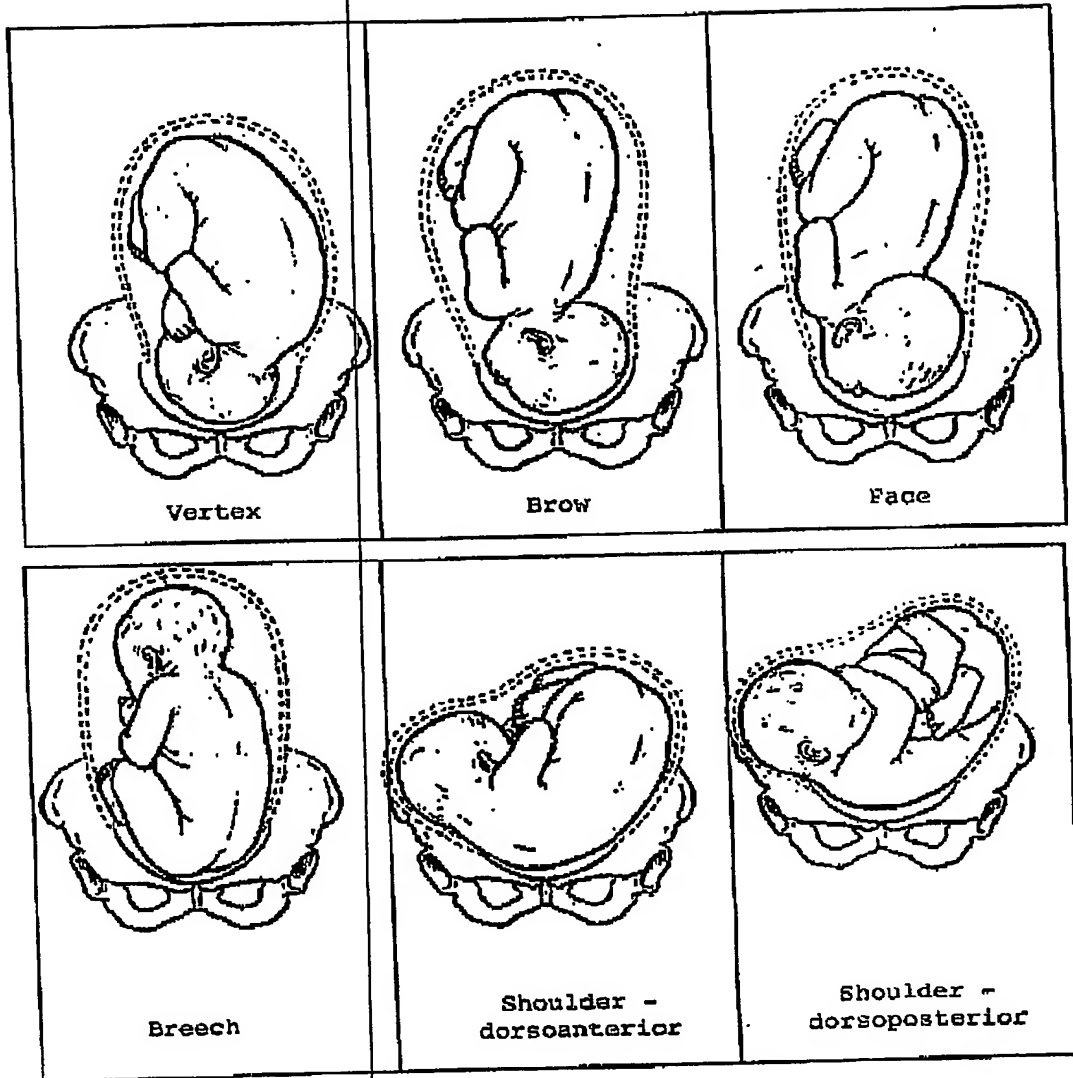 Vertex
Brow
Face
Breech
Shoulder -
dorsoanterior
Shoulder -
dorsoposterior